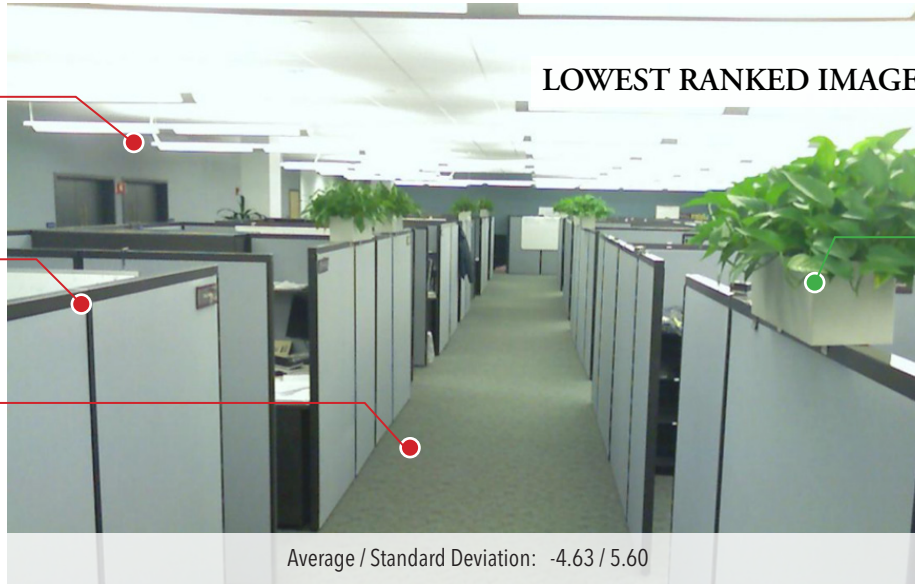 LOWEST RANKED IMAGE
Average / Standard Deviation: -4.63 / 5.60